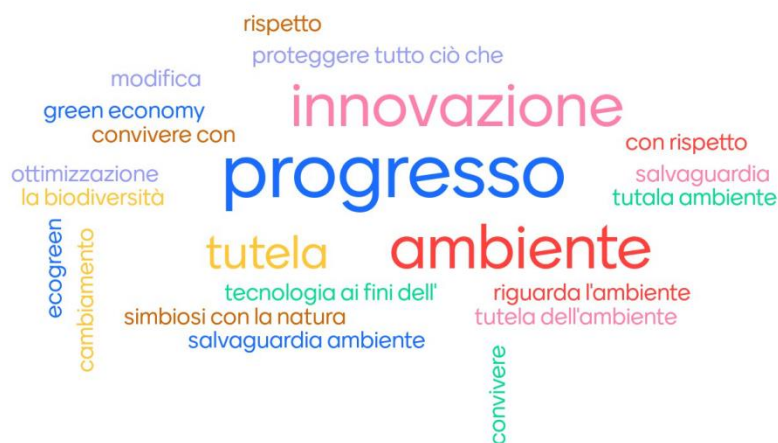 rispetto
proteggere tutto ciò che
modifica
innovazione
green economy
convivere con
con rispetto
progresso
ottimizzazione
salvaguardia
la biodiversità
tutala ambiente
ecogreen
cambiamento
tutela
ambiente
tecnologia ai fini dell'
riguarda l'ambiente
simbiosi con la natura
tutela dell'ambiente
salvaguardia ambiente
convivere